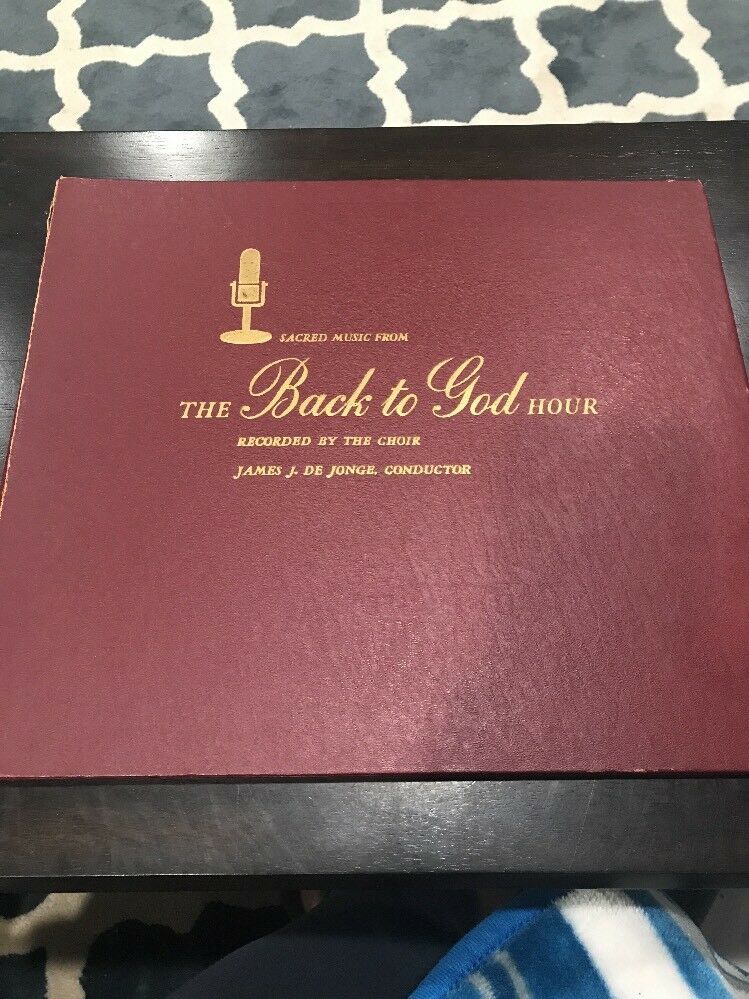 SACRED MUSIC FROM
THE Back to God HOUR
RECORDED BY THE CHOIR
JAMES J. DE JONGE, CONDUCTOR